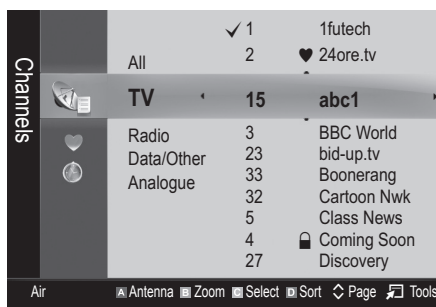 Channels
✓ 1 1futech
All 2 ♥ 24ore.tv
TV 15 abc1
Radio 3 BBC World
Data/Other 23 bid-up.tv
Analogue 33 Boonerang
32 Cartoon Nwk
5 Class News
4 Coming Soon
27 Discovery
Air A Antenna B Zoom C Select D Sort Page Tools